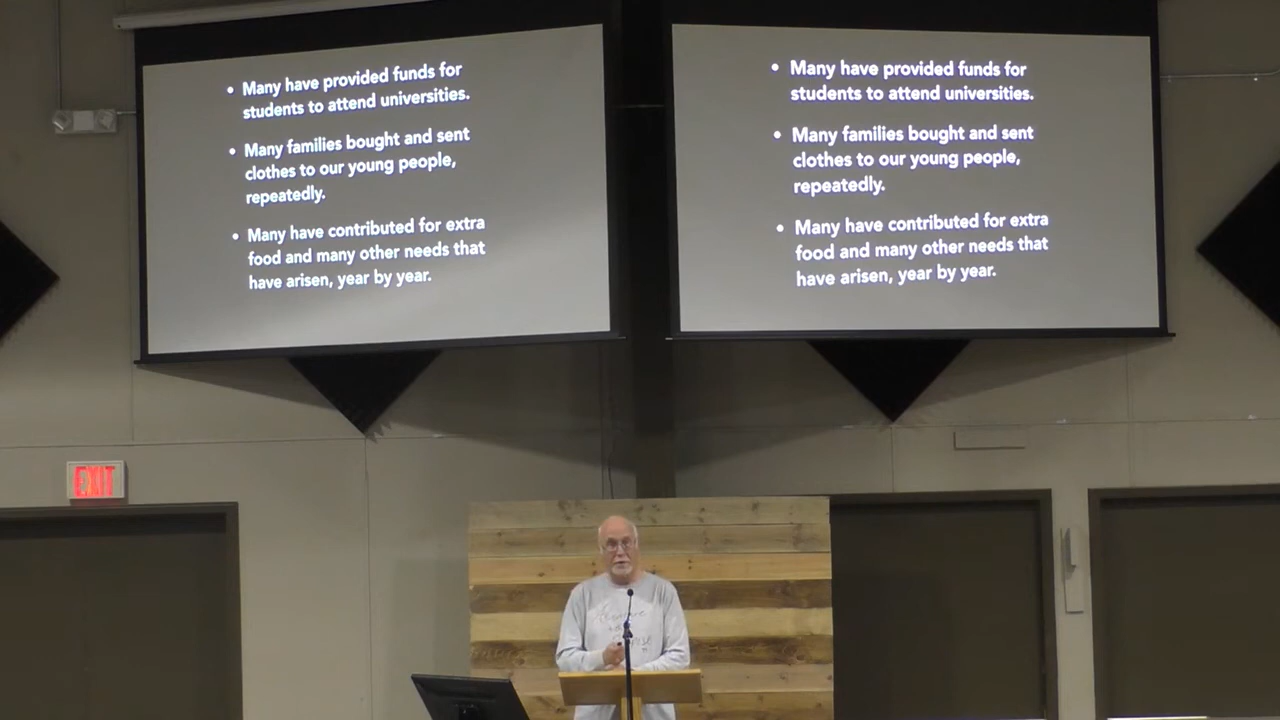 • Many have provided funds for
students to attend universities.
• Many families bought and sent
clothes to our young people,
repeatedly.
• Many have contributed for extra
food and many other needs that
have arisen, year by year.
• Many have provided funds for
students to attend universities.
• Many families bought and sent
clothes to our young people,
repeatedly.
• Many have contributed for extra
food and many other needs that
have arisen, year by year.
EXIT